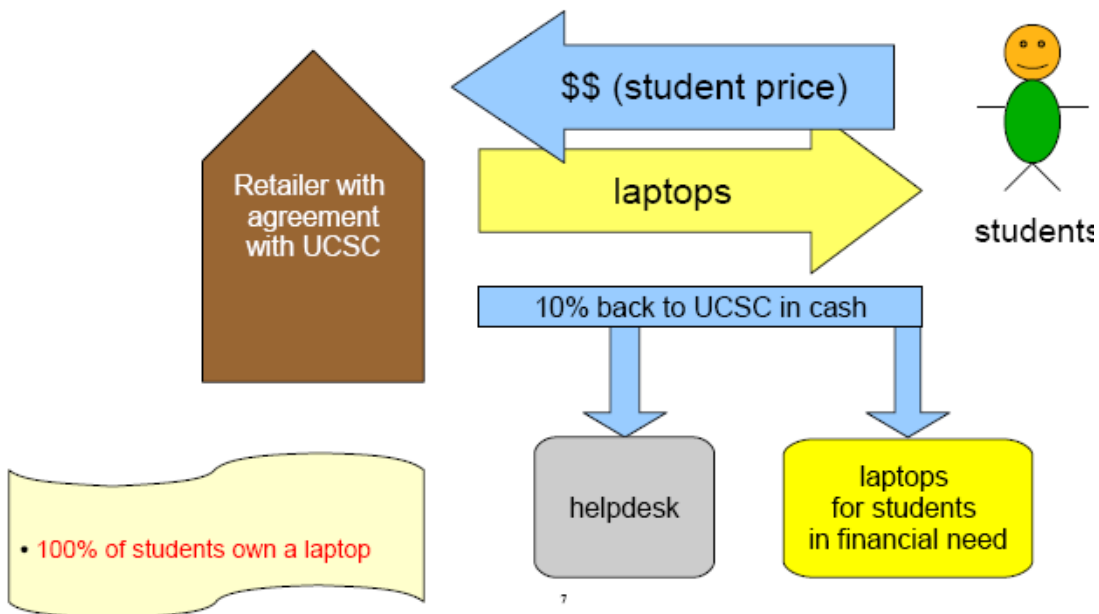 $$ (student price)
Retailer with
agreement
with UCSC
laptops
students
10% back to UCSC in cash
helpdesk
laptops
for students
in financial need
• 100% of students own a laptop
7